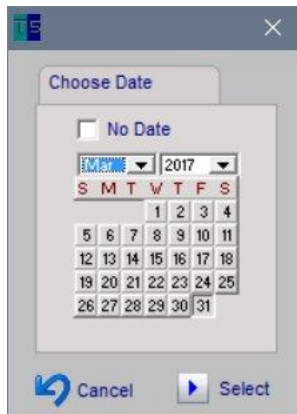 TS
Choose Date
No Date
Mar 2017
S M T W T F S
1 2 3 4
5 6 7 8 9 10 11
12 13 14 15 16 17 18
19 20 21 22 23 24 25
26 27 28 29 30 31
Cancel Select